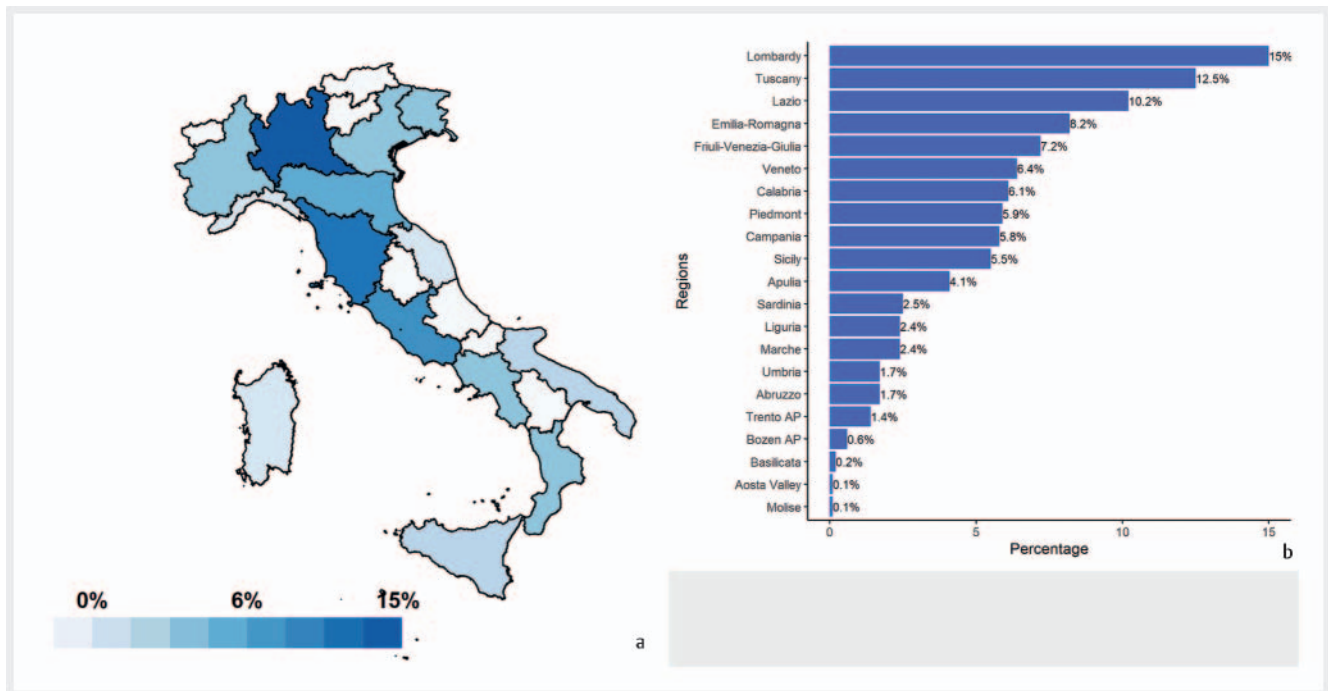 0% 6% 15%
a
Regions
Lombardy 15%
Tuscany 12.5%
Lazio 10.2%
Emilia-Romagna 8.2%
Friuli-Venezia-Giulia 7.2%
Veneto 6.4%
Calabria 6.1%
Piedmont 5.9%
Campania 5.8%
Sicily 5.5%
Apulia 4.1%
Sardinia 2.5%
Liguria 2.4%
Marche 2.4%
Umbria 1.7%
Abruzzo 1.7%
Trento AP 1.4%
Bozen AP 0.6%
Basilicata 0.2%
Aosta Valley 0.1%
Molise 0.1%
0 5 10 15
Percentage
b